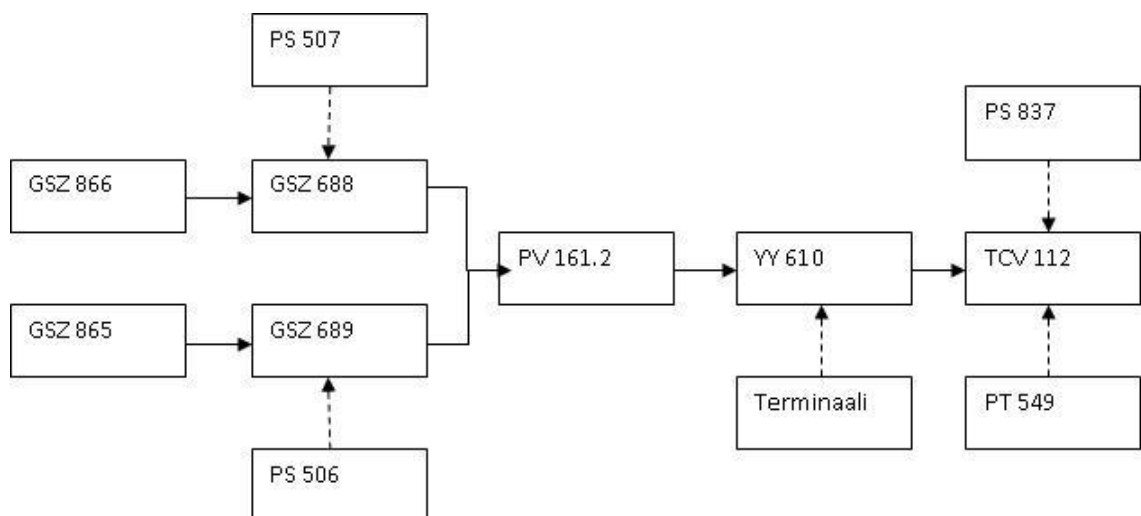 PS 507
PS 837
GSZ 866
GSZ 688
PV 161.2
YY 610
TCV 112
GSZ 865
GSZ 689
Terminaali
PT 549
PS 506